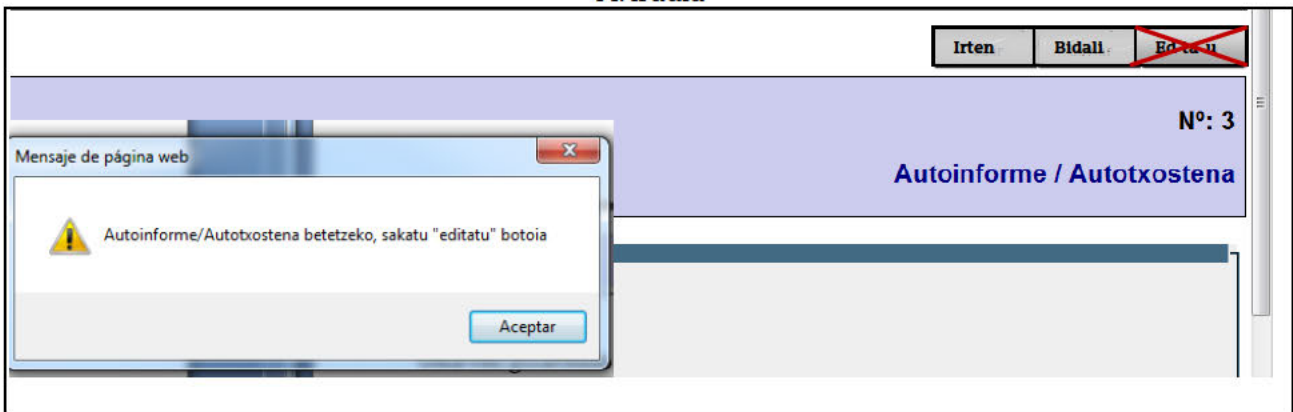 Irten Bidali
Nº: 3
Autoinforme / Autotxostena
Mensaje de página web
Autoinforme/Autotxostena betetzeko, sakatu "editatu" botoia
Aceptar